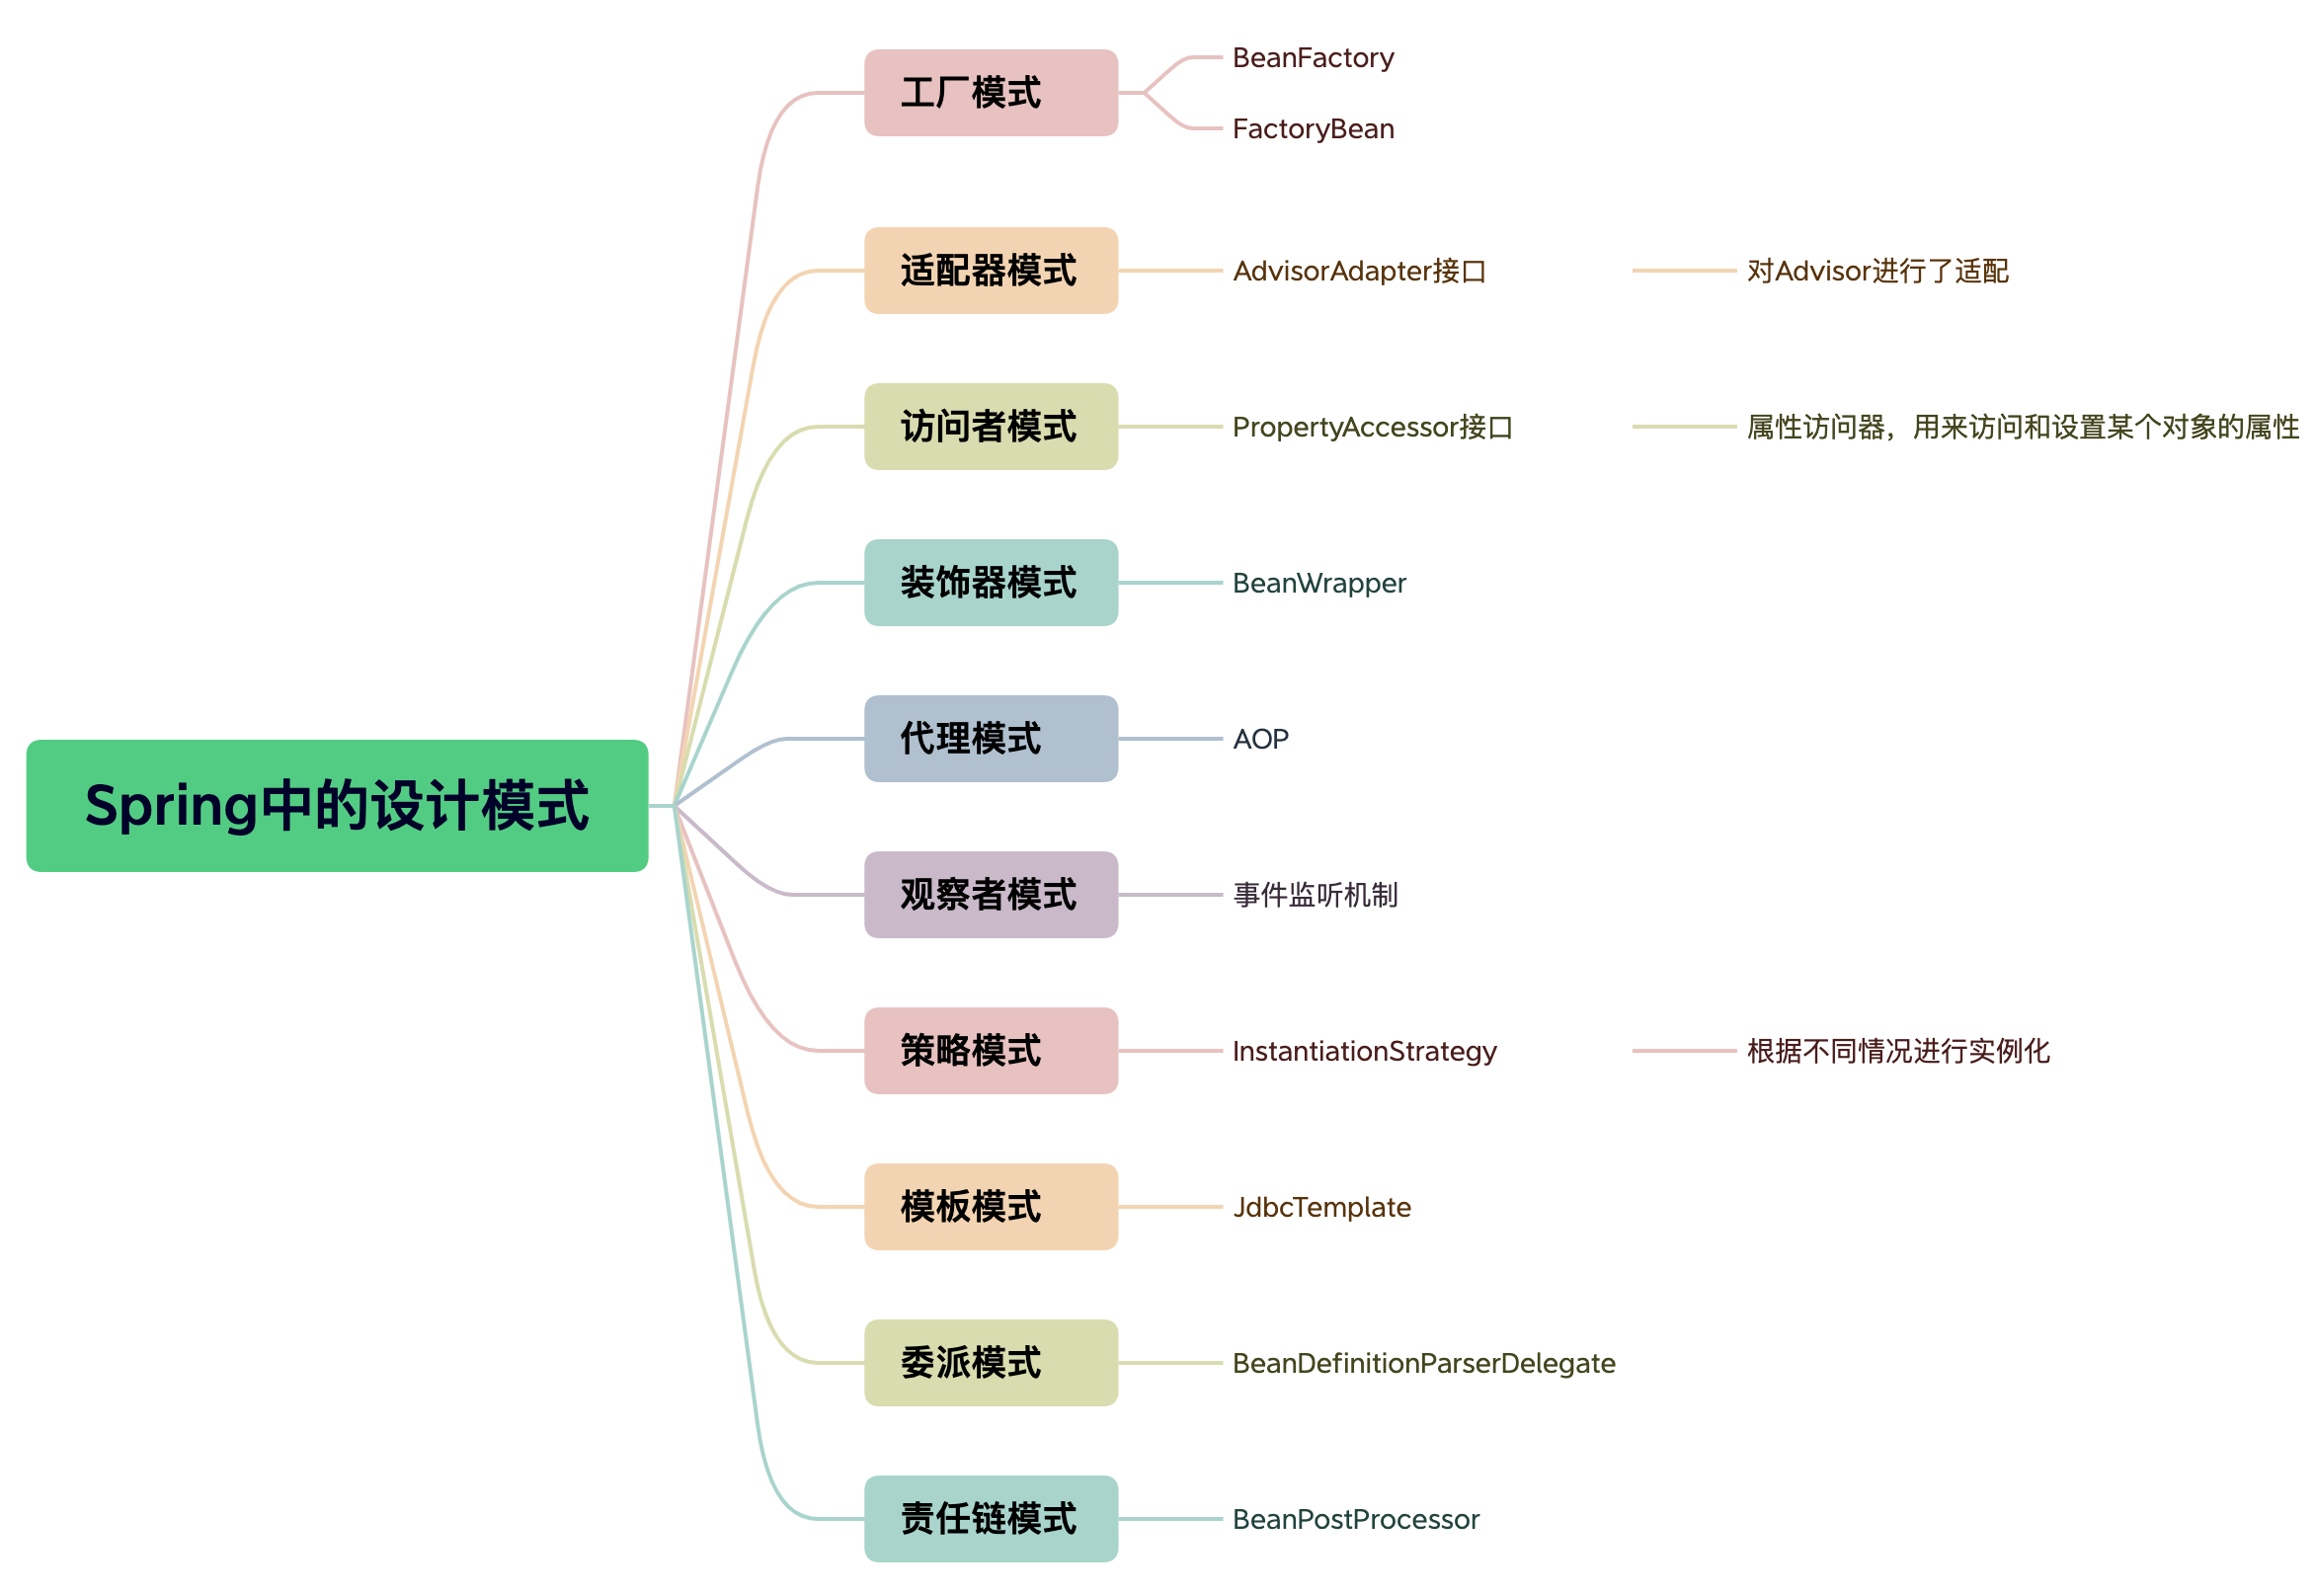 Spring中的设计模式
工厂模式
BeanFactory
FactoryBean
适配器模式
AdvisorAdapter接口
对Advisor进行了适配
访问者模式
PropertyAccessor接口
属性访问器，用来访问和设置某个对象的属性
装饰器模式
BeanWrapper
代理模式
AOP
观察者模式
事件监听机制
策略模式
InstantiationStrategy
根据不同情况进行实例化
模板模式
JdbcTemplate
委派模式
BeanDefinitionParserDelegate
责任链模式
BeanPostProcessor